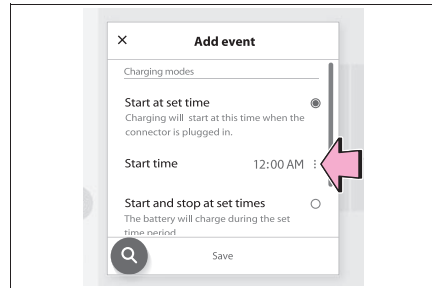 Add event
Charging modes
Start at set time
Charging will start at this time when the
connector is plugged in.
Start time 12:00 AM
Start and stop at set times
The battery will charge during the set
time period
Save